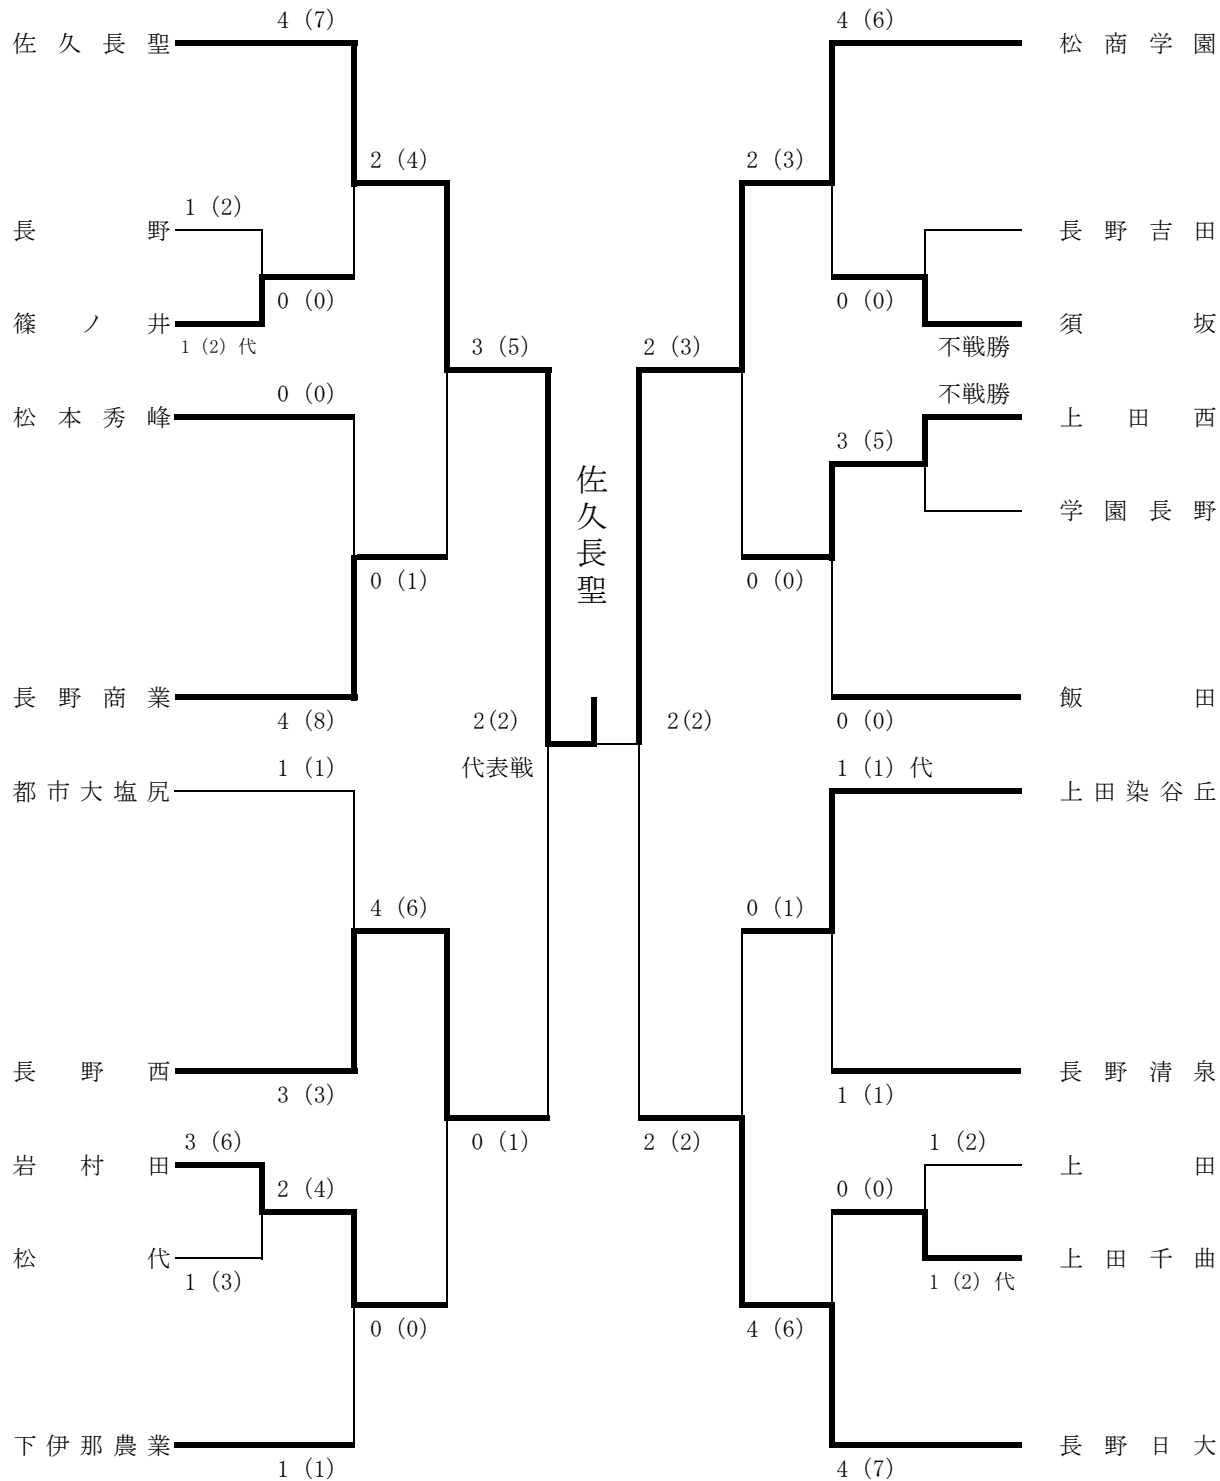 4 (7)
佐久長聖
2 (4)
1 (2)
長野
0 (0)
篠ノ井
1 (2) 代
3 (5)
0 (0)
松本秀峰
0 (1)
長野商業
4 (8)
2(2)
代表戦
1 (1)
都市大塩尻
4 (6)
長野西
3 (3)
3 (6)
0 (1)
岩村田
2 (4)
松代
1 (3)
0 (0)
下伊那農業
1 (1)
佐久長聖
4 (6)
松商学園
2 (3)
長野吉田
0 (0)
須坂
不戦勝
2 (3)
不戦勝
上田西
3 (5)
学園長野
0 (0)
飯田
0 (0)
2(2)
1 (1) 代
上田染谷丘
0 (1)
長野清泉
1 (1)
2 (2)
1 (2)
上田
0 (0)
上田千曲
1 (2) 代
4 (6)
長野日大
4 (7)